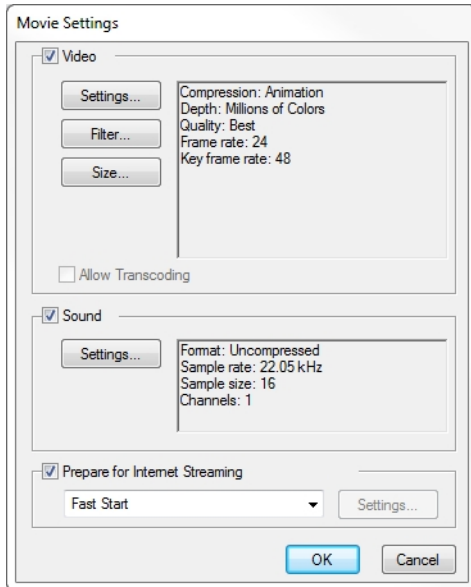 Movie Settings
Video
Settings...
Filter...
Size...
Compression: Animation
Depth: Millions of Colors
Quality: Best
Frame rate: 24
Key frame rate: 48
Allow Transcoding
Sound
Settings...
Format: Uncompressed
Sample rate: 22.05 kHz
Sample size: 16
Channels: 1
Prepare for Internet Streaming
Fast Start
Settings...
OK
Cancel